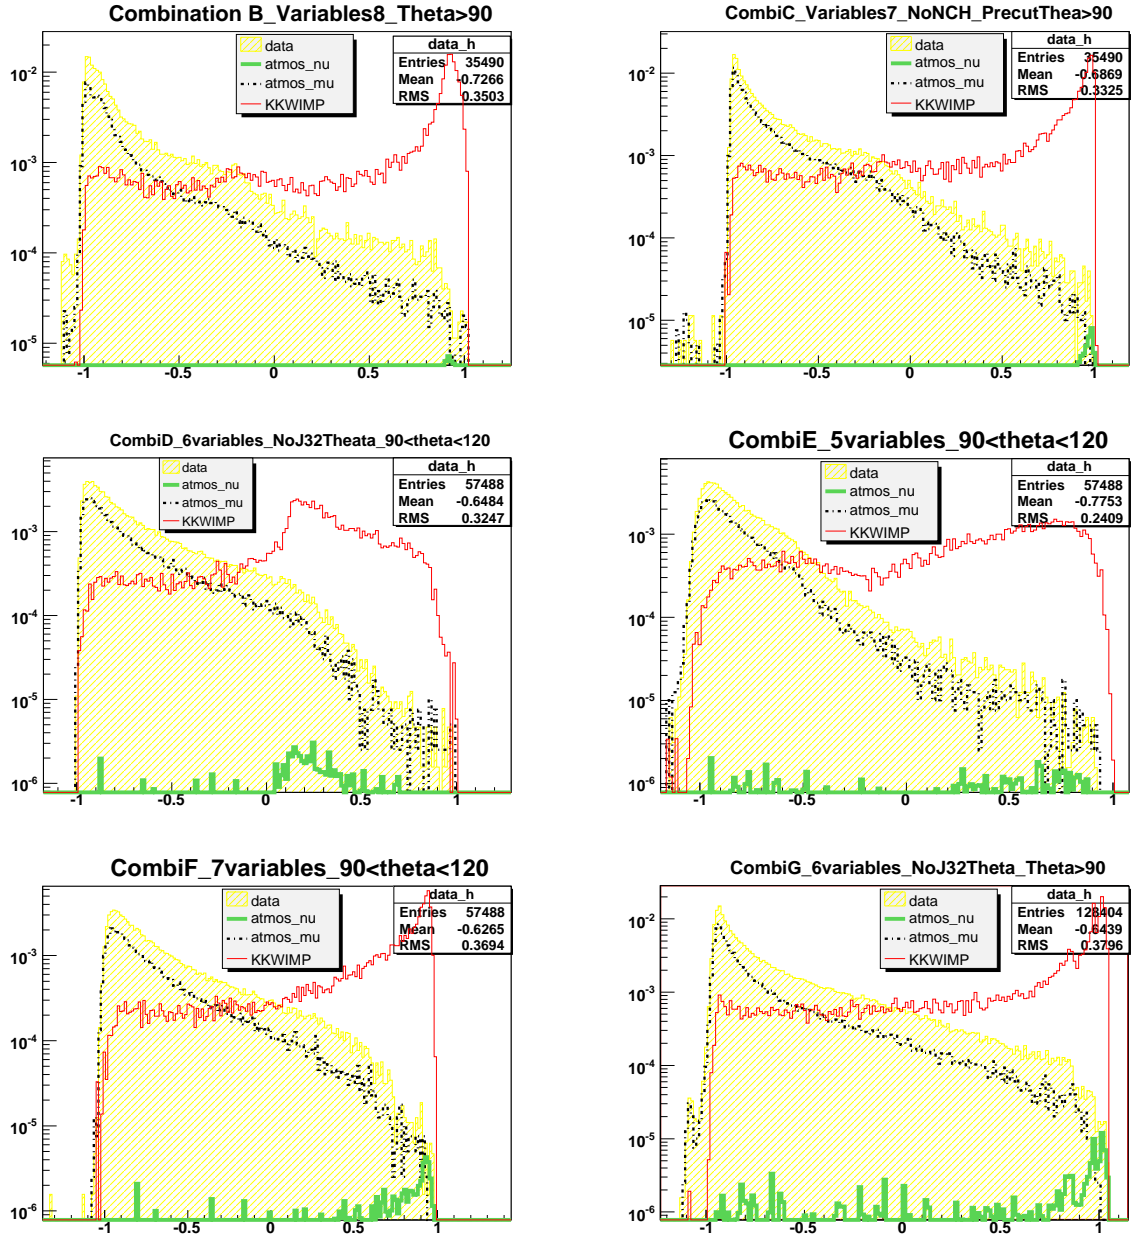 Combination B_Variables8_Theta>90
data
atmos_nu
atmos_mu
KKWIMP
data_h
Entries 35490
Mean -0.7266
RMS 0.3503
10^-2
10^-3
10^-4
10^-5
-1 -0.5 0 0.5 1
CombiC_Variables7_NoNCH_PrecutThea>90
data
atmos_nu
atmos_mu
KKWIMP
data_h
Entries 35490
Mean -0.6869
RMS 0.3325
10^-2
10^-3
10^-4
10^-5
-1 -0.5 0 0.5 1
CombiD_6variables_NoJ32Theata_90<theta<120
data
atmos_nu
atmos_mu
KKWIMP
data_h
Entries 57488
Mean -0.6484
RMS 0.3247
10^-3
10^-4
10^-5
10^-6
-1 -0.5 0 0.5 1
CombiE_5variables_90<theta<120
data
atmos_nu
atmos_mu
KKWIMP
data_h
Entries 57488
Mean -0.7753
RMS 0.2409
10^-3
10^-4
10^-5
10^-6
-1 -0.5 0 0.5 1
CombiF_7variables_90<theta<120
data
atmos_nu
atmos_mu
KKWIMP
data_h
Entries 57488
Mean -0.6265
RMS 0.3694
10^-3
10^-4
10^-5
10^-6
-1 -0.5 0 0.5 1
CombiG_6variables_NoJ32Theta_Theta>90
data
atmos_nu
atmos_mu
KKWIMP
data_h
Entries 128404
Mean -0.6439
RMS 0.3796
10^-2
10^-3
10^-4
10^-5
10^-6
-1 -0.5 0 0.5 1